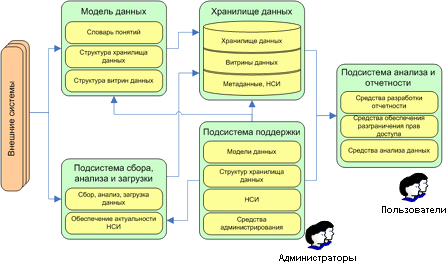 Внешние системы
Модель данных
Словарь понятий
Структура хранилища
данных
Структура витрин данных
Хранилище данных
Хранилище данных
Витрины данных
Метаданные, НСИ
Подсистема сбора,
анализа и загрузки
Сбор, анализ, загрузка
данных
Обеспечение актуальности
НСИ
Подсистема поддержки
Модели данных
Структур хранилища
данных
НСИ
Средства
администрирования
Администраторы
Подсистема анализа и
отчетности
Средства разработки
отчетности
Средства обеспечения
разграничения прав
доступа
Средства анализа данных
Пользователи